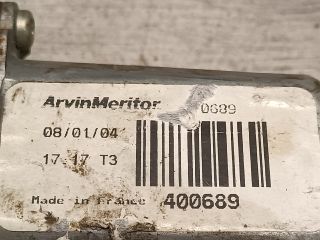 ArvinMeritor 0689
08/01/04
17.17 T3
Made in France 400689